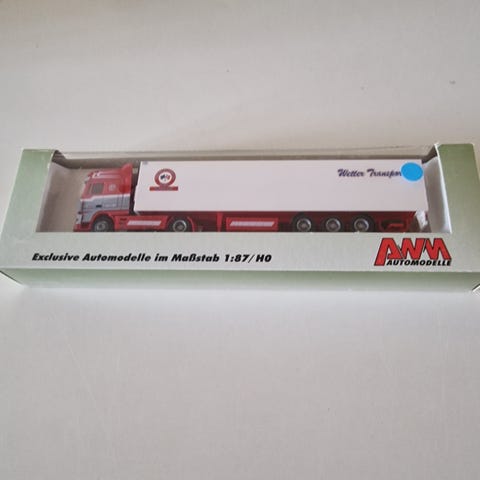 Wetter Transpor
Exclusive Automodelle im Maßstab 1:87/H0
AWM
AUTOMODELLE